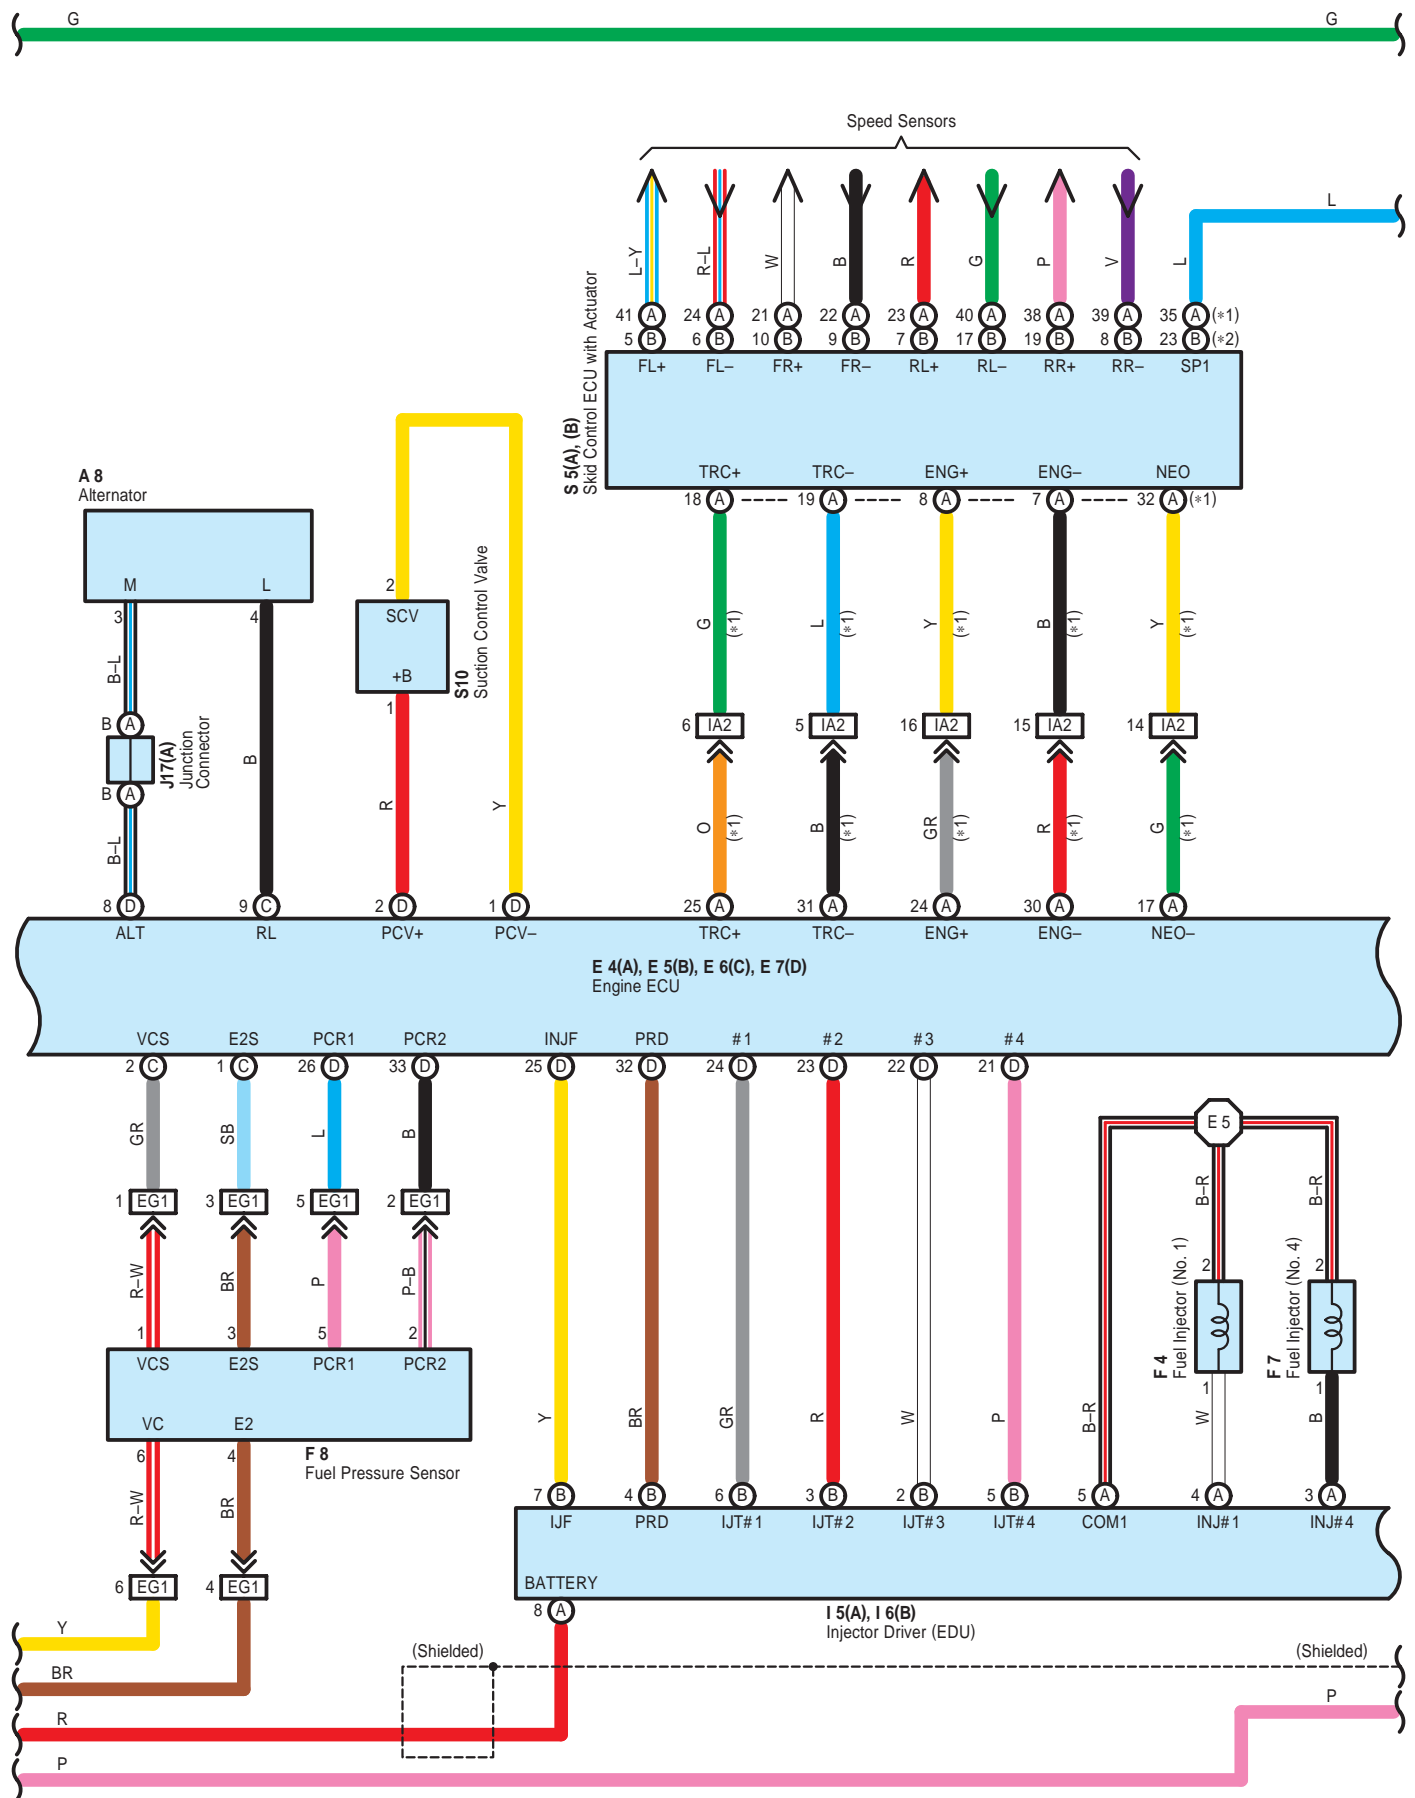 G G
Speed Sensors
L
L–Y R–L W B R G P V L
41 A 24 A 21 A 22 A 23 A 40 A 38 A 39 A 35 A (*1)
5 B 6 B 10 B 9 B 7 B 17 B 19 B 8 B 23 B (*2)
FL+ FL– FR+ FR– RL+ RL– RR+ RR– SP1
S 5(A), (B)
Skid Control ECU with Actuator
TRC+ TRC– ENG+ ENG– NEO
18 A 19 A 8 A 7 A 32 A (*1)
A 8
Alternator
M L
3 4
2
SCV
+B
1
S10
Suction Control Valve
G (*1) L (*1) Y (*1) B (*1) Y (*1)
B–L
B A
J17(A)
Junction
Connector
B A
B–L
B
R
Y
6 IA2 5 IA2 16 IA2 15 IA2 14 IA2
O (*1) B (*1) GR (*1) R (*1) G (*1)
8 D 9 C 2 D 1 D 25 A 31 A 24 A 30 A 17 A
ALT RL PCV+ PCV– TRC+ TRC– ENG+ ENG– NEO–
E 4(A), E 5(B), E 6(C), E 7(D)
Engine ECU
VCS E2S PCR1 PCR2 INJF PRD #1 #2 #3 #4
2 C 1 C 26 D 33 D 25 D 32 D 24 D 23 D 22 D 21 D
GR SB L B
E 5
B–R B–R
1 EG1 3 EG1 5 EG1 2 EG1
R–W BR P P–B
2 2
F 4
Fuel Injector (No. 1)
F 7
Fuel Injector (No. 4)
1 3 5 2
VCS E2S PCR1 PCR2
1 1
VC E2
6 4
F 8
Fuel Pressure Sensor
Y BR GR R W P B–R W B
7 B 4 B 6 B 3 B 2 B 5 B 5 A 4 A 3 A
IJF PRD IJT#1 IJT#2 IJT#3 IJT#4 COM1 INJ#1 INJ#4
R–W BR
6 EG1 4 EG1
BATTERY
8 A
I 5(A), I 6(B)
Injector Driver (EDU)
Y
(Shielded) (Shielded)
BR
P
R
P